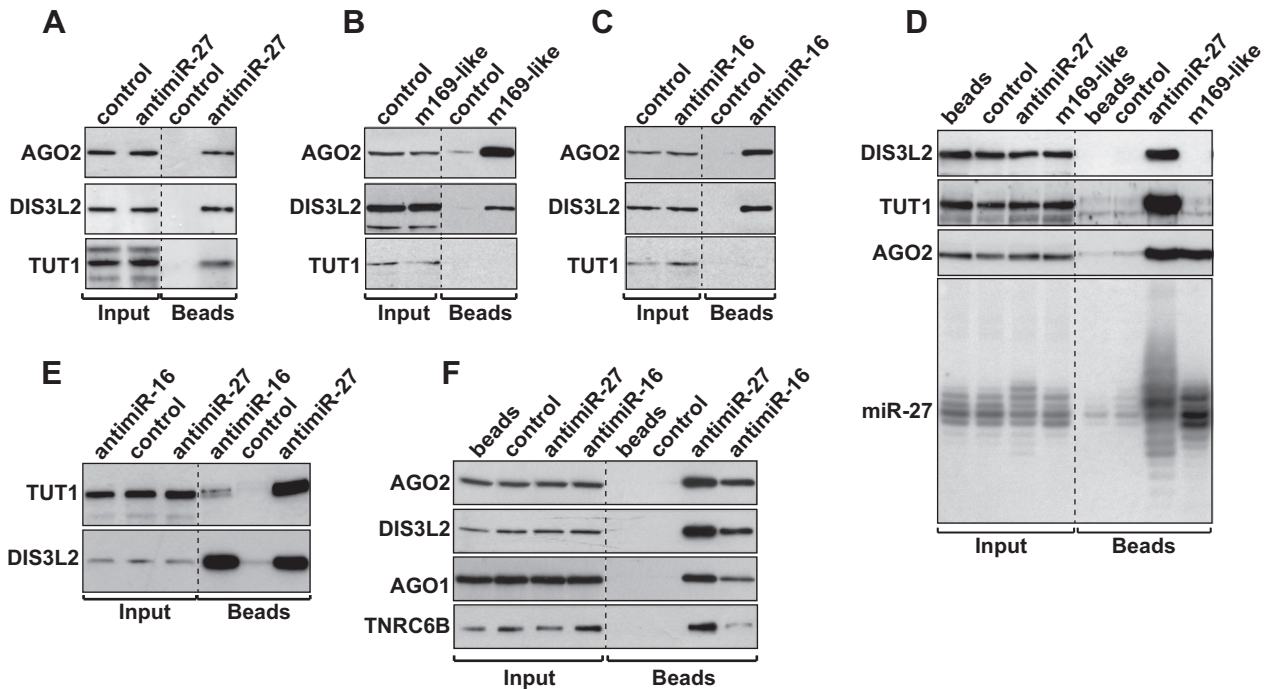 A
control
antimiR-27
control
antimiR-27
AGO2
DIS3L2
TUT1
Input Beads
B
control
m169-like
control
m169-like
AGO2
DIS3L2
TUT1
Input Beads
C
control
antimiR-16
control
antimiR-16
AGO2
DIS3L2
TUT1
Input Beads
D
beads
control
antimiR-27
m169-like
beads
control
antimiR-27
m169-like
DIS3L2
TUT1
AGO2
miR-27
Input Beads
E
antimiR-16
control
antimiR-27
antimiR-16
control
antimiR-27
TUT1
DIS3L2
Input Beads
F
beads
control
antimiR-27
antimiR-16
beads
control
antimiR-27
antimiR-16
AGO2
DIS3L2
AGO1
TNRC6B
Input Beads